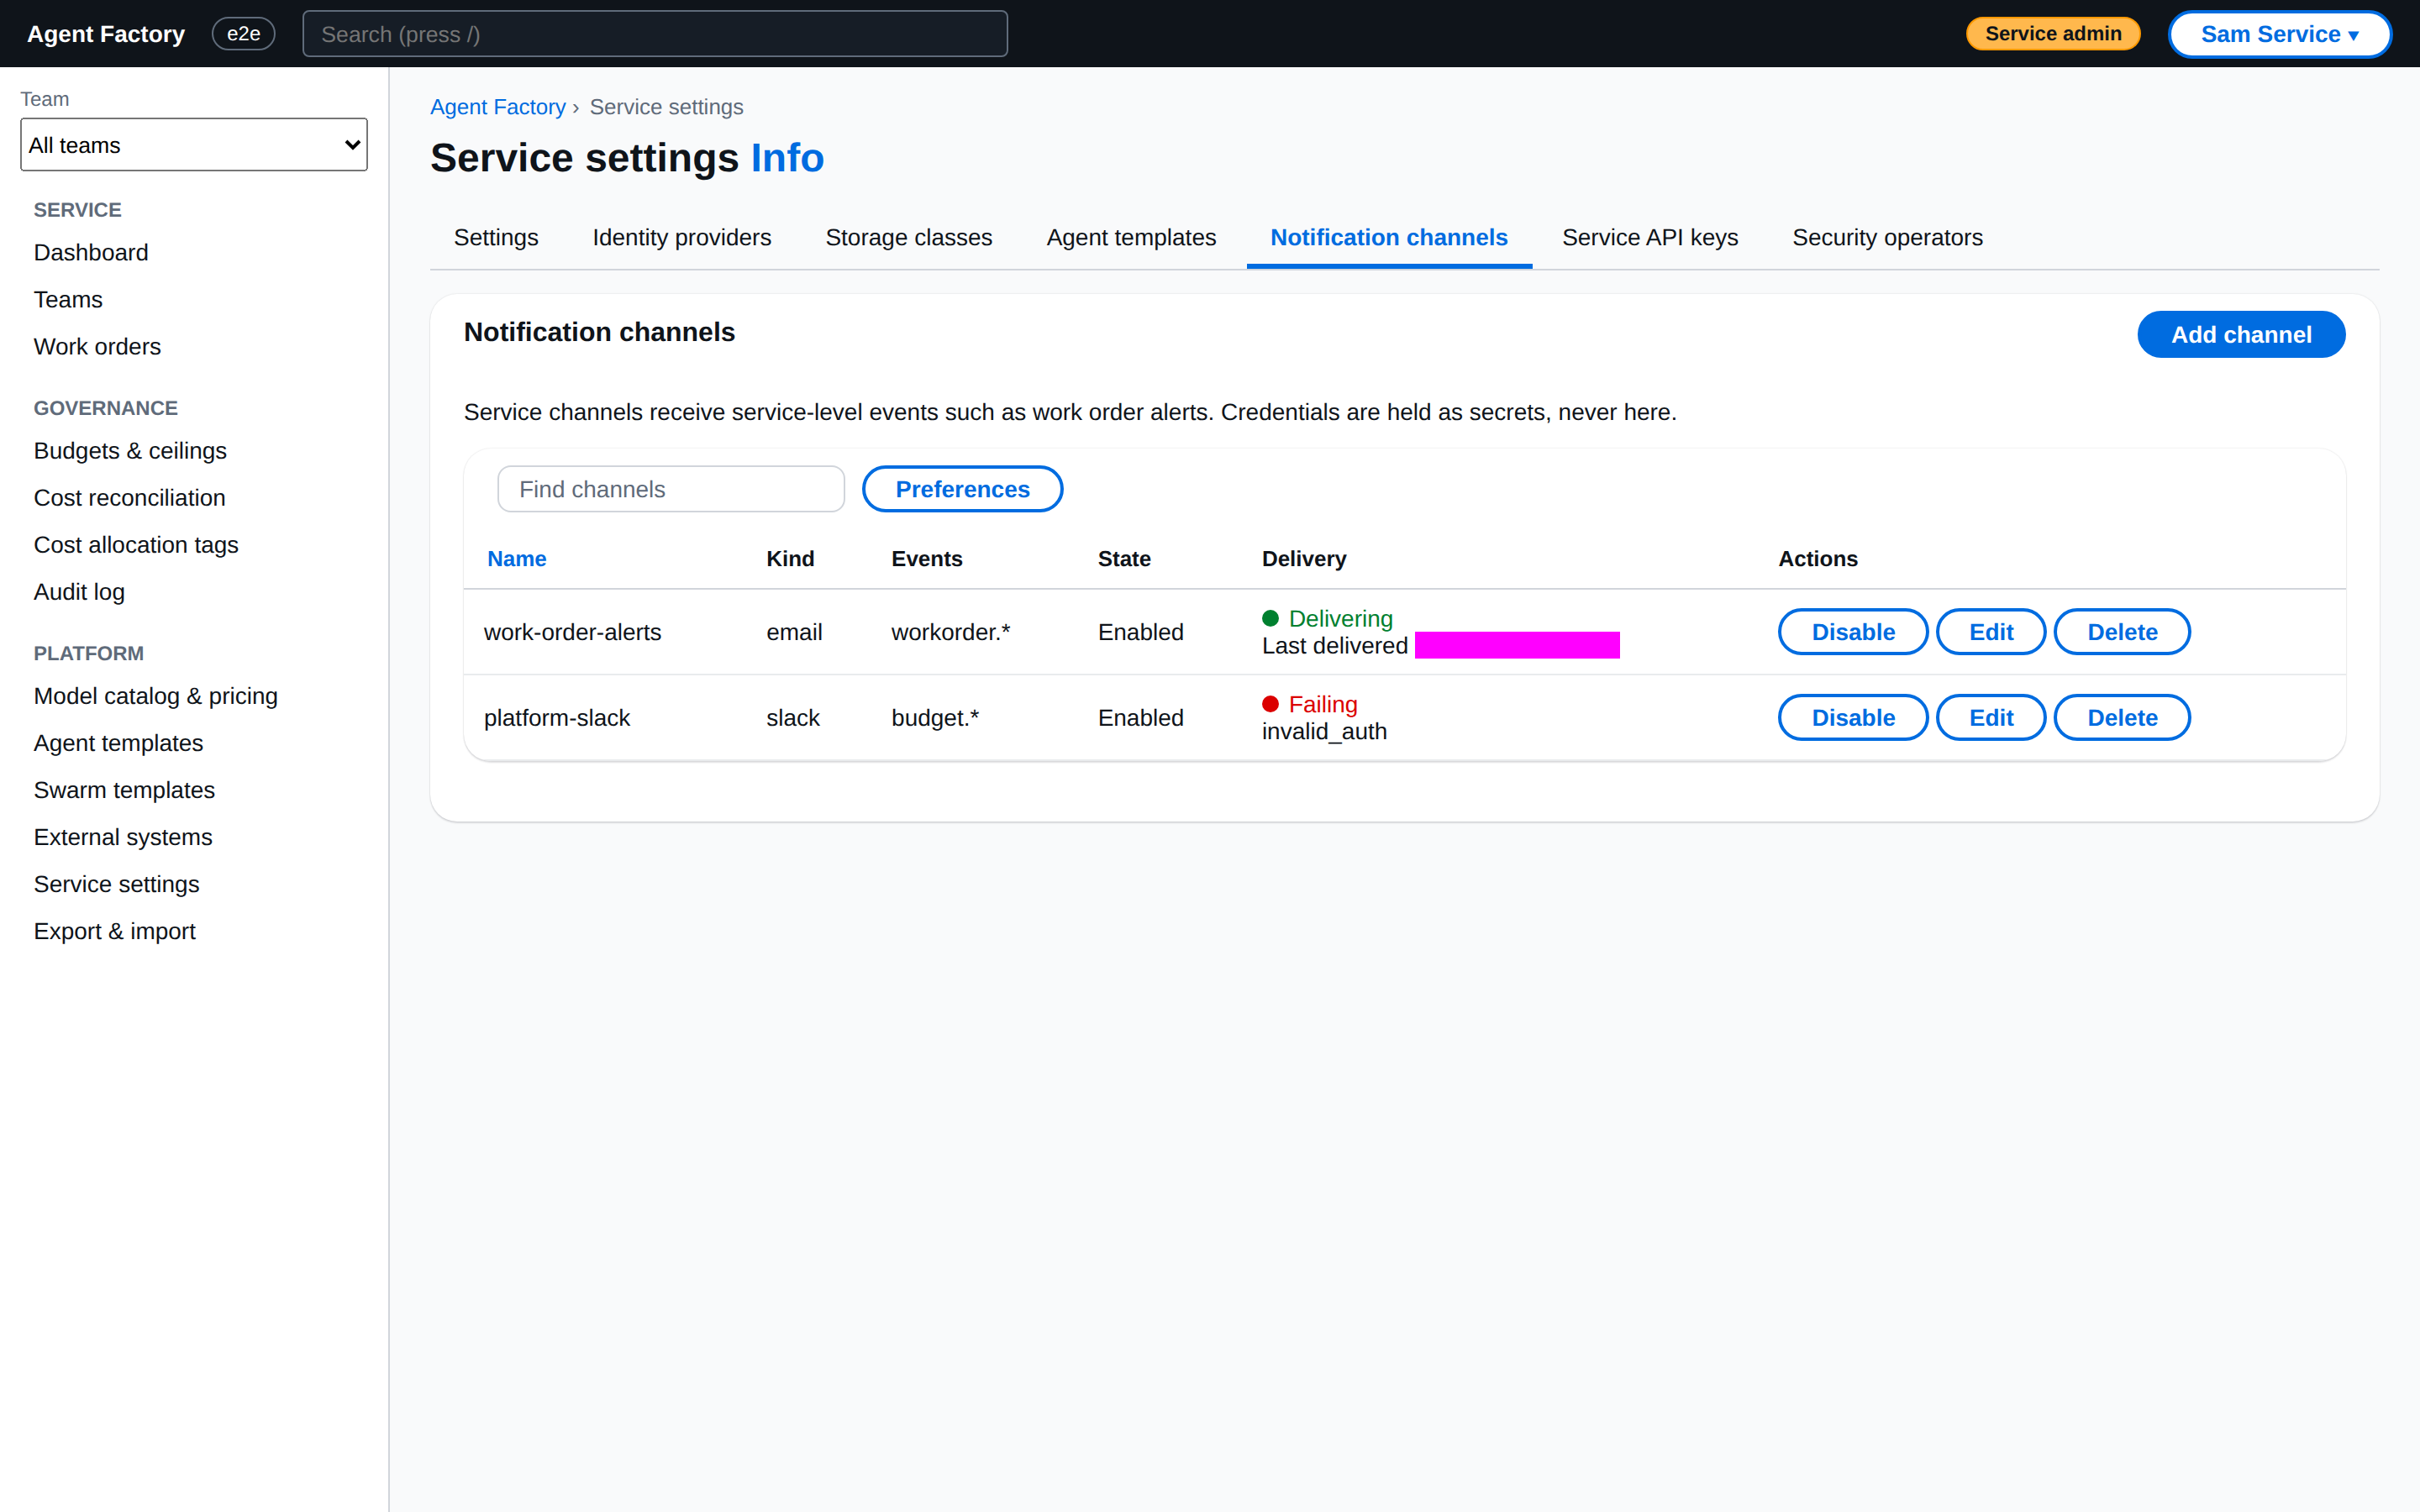 Agent Factory e2e Search (press /) Service admin Sam Service ▾
Team
All teams
SERVICE
Dashboard
Teams
Work orders
GOVERNANCE
Budgets & ceilings
Cost reconciliation
Cost allocation tags
Audit log
PLATFORM
Model catalog & pricing
Agent templates
Swarm templates
External systems
Service settings
Export & import
Agent Factory › Service settings
Service settings Info
Settings Identity providers Storage classes Agent templates Notification channels Service API keys Security operators
Notification channels Add channel
Service channels receive service-level events such as work order alerts. Credentials are held as secrets, never here.
Find channels Preferences
Name Kind Events State Delivery Actions
work-order-alerts email workorder.* Enabled Delivering Disable Edit Delete
Last delivered
platform-slack slack budget.* Enabled Failing Disable Edit Delete
invalid_auth